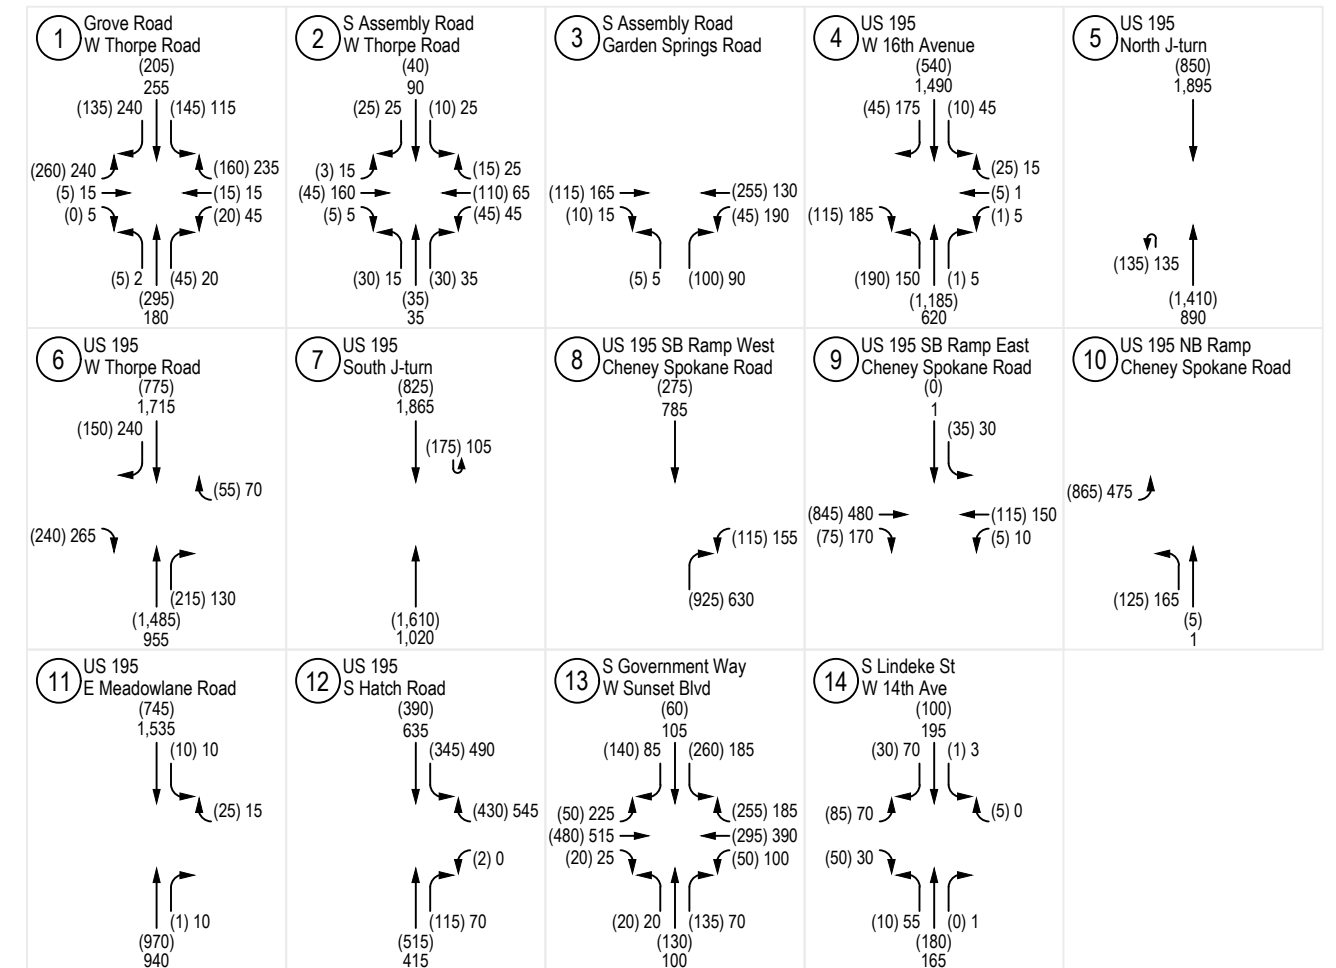 1 Grove Road
W Thorpe Road
(205)
255
(135) 240 (145) 115
(260) 240 (160) 235
(5) 15 (15) 15
(0) 5 (20) 45
(5) 2 (45) 20
(295)
180
2 S Assembly Road
W Thorpe Road
(40)
90
(25) 25 (10) 25
(3) 15 (15) 25
(45) 160 (110) 65
(5) 5 (45) 45
(30) 15 (30) 35
(35)
35
3 S Assembly Road
Garden Springs Road
(115) 165 (255) 130
(10) 15 (45) 190
(5) 5 (100) 90
4 US 195
W 16th Avenue
(540)
1,490
(45) 175 (10) 45
(25) 15
(5) 1
(115) 185 (1) 5
(190) 150 (1) 5
(1,185)
620
5 US 195
North J-turn
(850)
1,895
(135) 135
(1,410)
890
6 US 195
W Thorpe Road
(775)
1,715
(150) 240
(55) 70
(240) 265
(215) 130
(1,485)
955
7 US 195
South J-turn
(825)
1,865
(175) 105
(1,610)
1,020
8 US 195 SB Ramp West
Cheney Spokane Road
(275)
785
(115) 155
(925) 630
9 US 195 SB Ramp East
Cheney Spokane Road
(0)
1
(35) 30
(845) 480 (115) 150
(75) 170 (5) 10
10 US 195 NB Ramp
Cheney Spokane Road
(865) 475
(125) 165
(5)
1
11 US 195
E Meadowlane Road
(745)
1,535
(10) 10
(25) 15
(1) 10
(970)
940
12 US 195
S Hatch Road
(390)
635
(345) 490
(430) 545
(2) 0
(115) 70
(515)
415
13 S Government Way
W Sunset Blvd
(60)
105
(140) 85 (260) 185
(50) 225 (255) 185
(480) 515 (295) 390
(20) 25 (50) 100
(20) 20 (135) 70
(130)
100
14 S Lindeke St
W 14th Ave
(100)
195
(30) 70 (1) 3
(85) 70 (5) 0
(50) 30
(10) 55 (0) 1
(180)
165